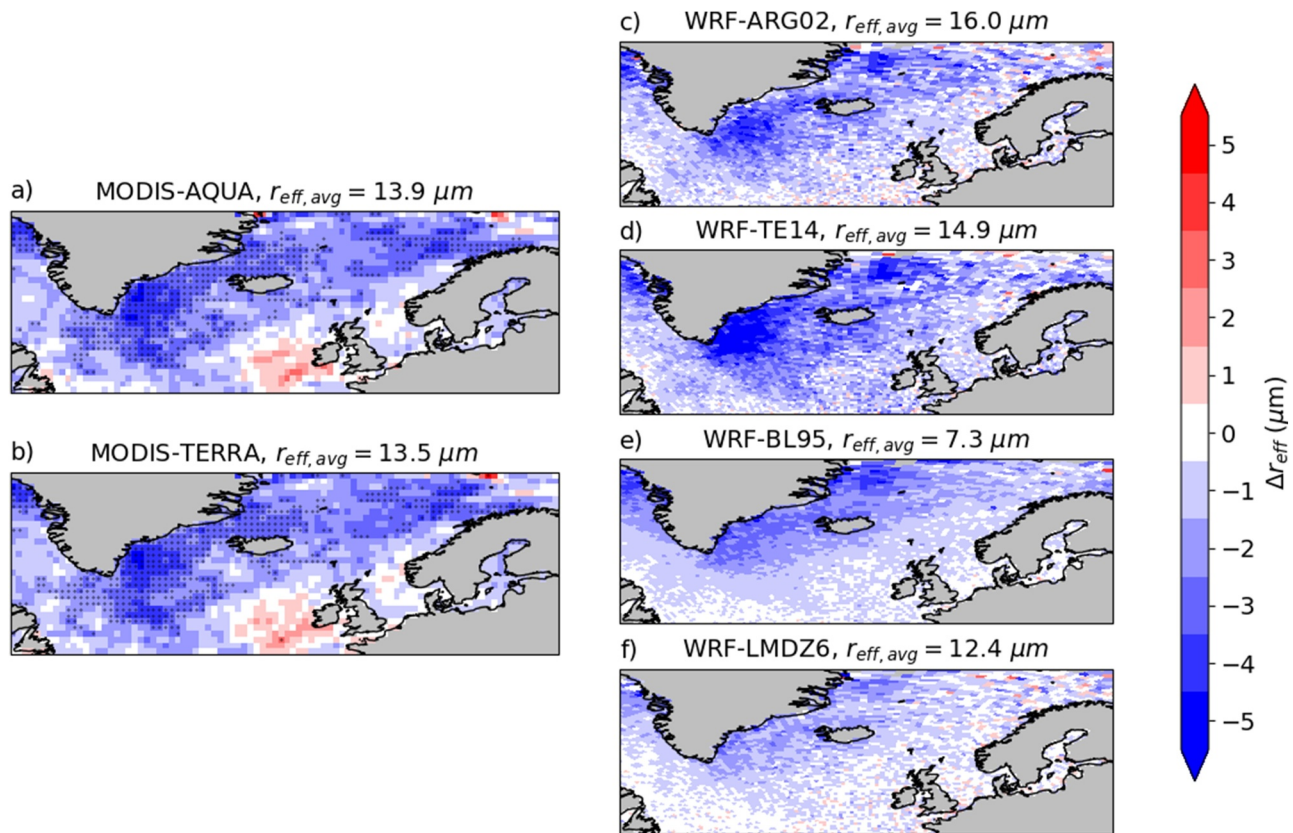 a) MODIS-AQUA, r_eff,avg = 13.9 μm
b) MODIS-TERRA, r_eff,avg = 13.5 μm
c) WRF-ARG02, r_eff,avg = 16.0 μm
d) WRF-TE14, r_eff,avg = 14.9 μm
e) WRF-BL95, r_eff,avg = 7.3 μm
f) WRF-LMDZ6, r_eff,avg = 12.4 μm
5
4
3
2
1
0
−1
−2
−3
−4
−5
Δr_eff (μm)